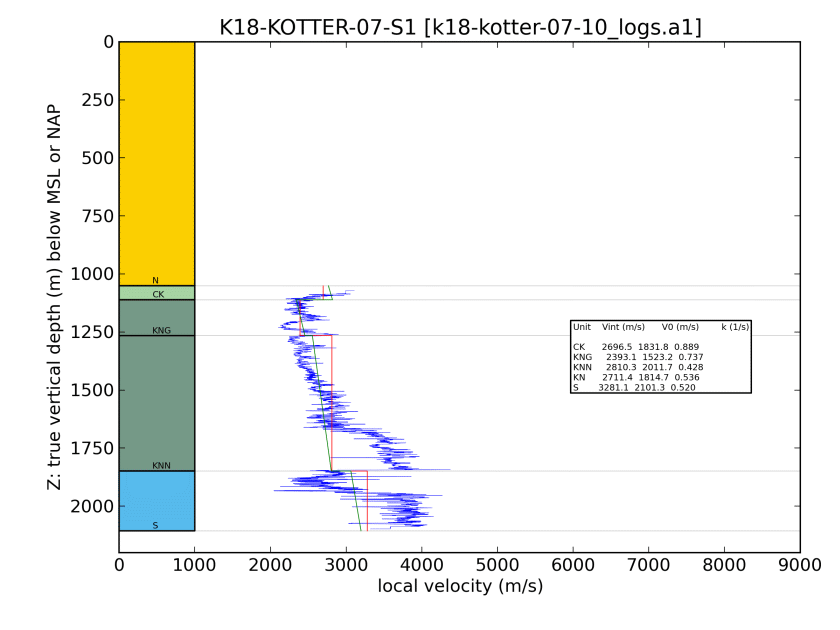 K18-KOTTER-07-S1 [k18-kotter-07-10_logs.a1]
0
250
500
750
1000
1250
1500
1750
2000
Z: true vertical depth (m) below MSL or NAP
N
CK
KNG
KNN
S
Unit Vint (m/s) V0 (m/s) k (1/s)
CK 2696.5 1831.8 0.889
KNG 2393.1 1523.2 0.737
KNN 2810.3 2011.7 0.428
KN 2711.4 1814.7 0.536
S 3281.1 2101.3 0.520
0 1000 2000 3000 4000 5000 6000 7000 8000 9000
local velocity (m/s)